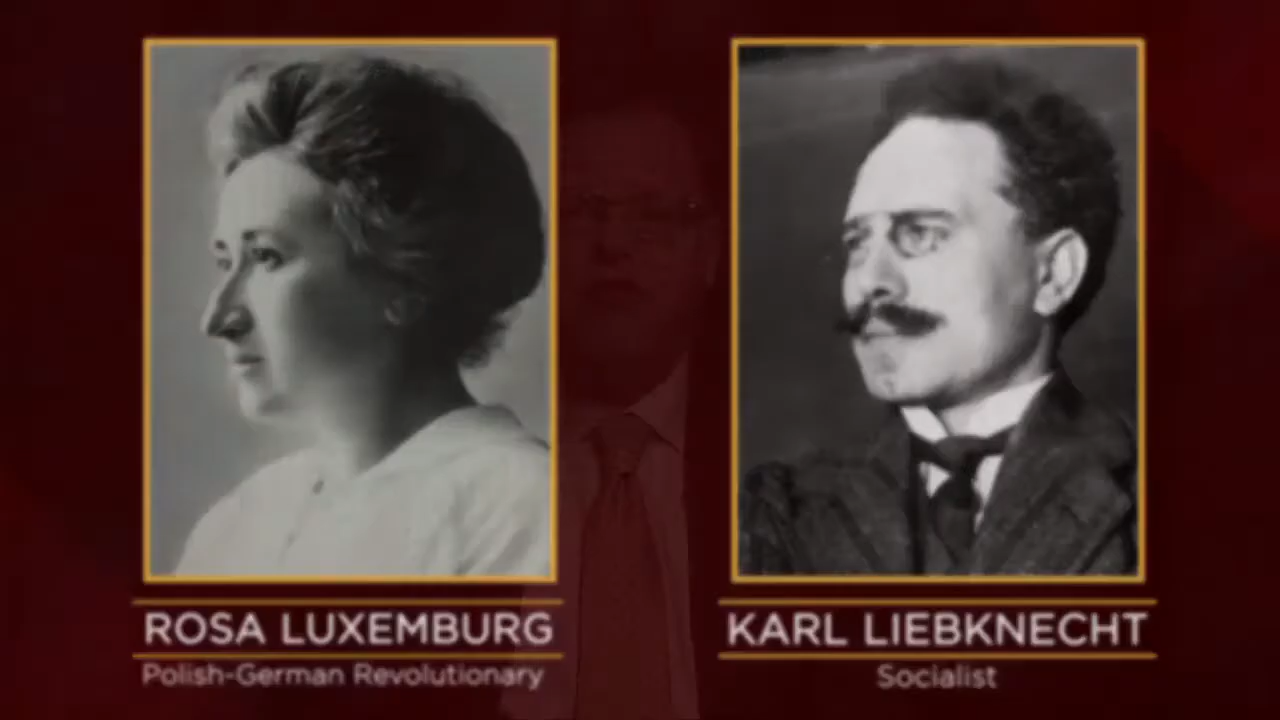 ROSA LUXEMBURG
Polish-German Revolutionary
KARL LIEBKNECHT
Socialist